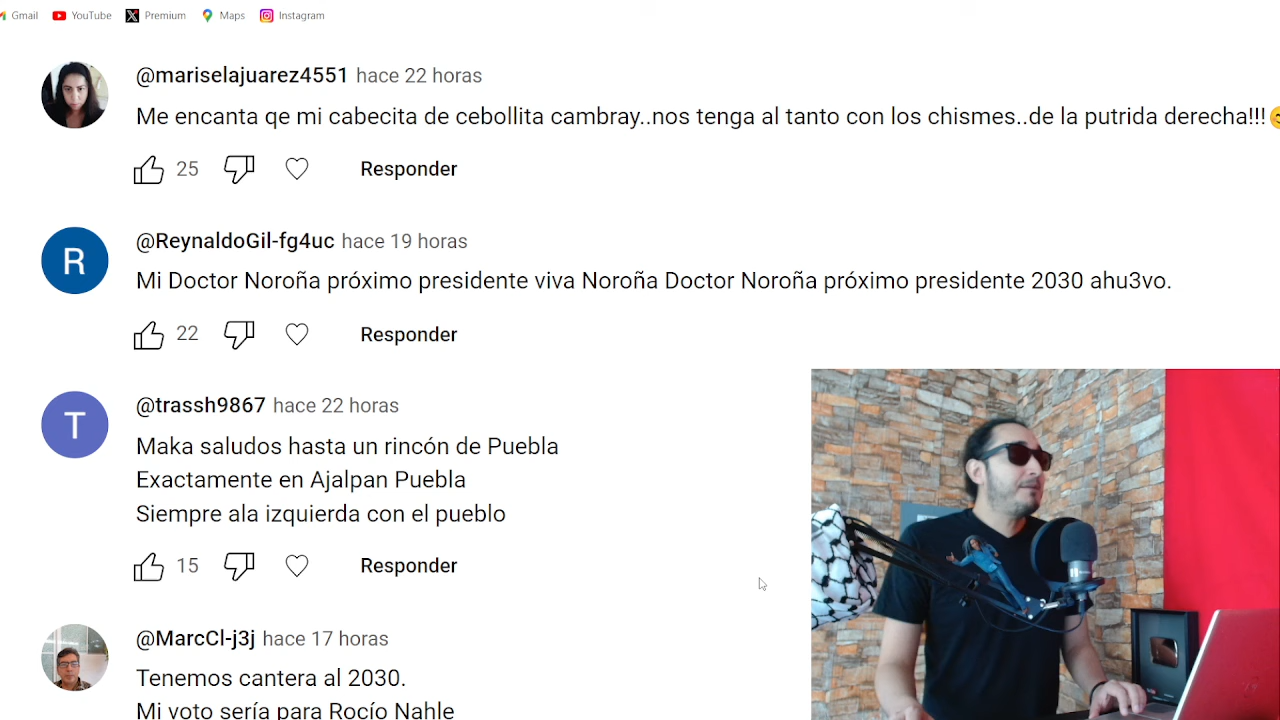 Gmail YouTube Premium Maps Instagram
@mariselajuarez4551 hace 22 horas
Me encanta qe mi cabecita de cebollita cambray..nos tenga al tanto con los chismes..de la putrida derecha!!!
25 Responder
R
@ReynaldoGil-fg4uc hace 19 horas
Mi Doctor Noroña próximo presidente viva Noroña Doctor Noroña próximo presidente 2030 ahu3vo.
22 Responder
T
@trassh9867 hace 22 horas
Maka saludos hasta un rincón de Puebla
Exactamente en Ajalpan Puebla
Siempre ala izquierda con el pueblo
15 Responder
@MarcCl-j3j hace 17 horas
Tenemos cantera al 2030.
Mi voto sería para Rocío Nahle